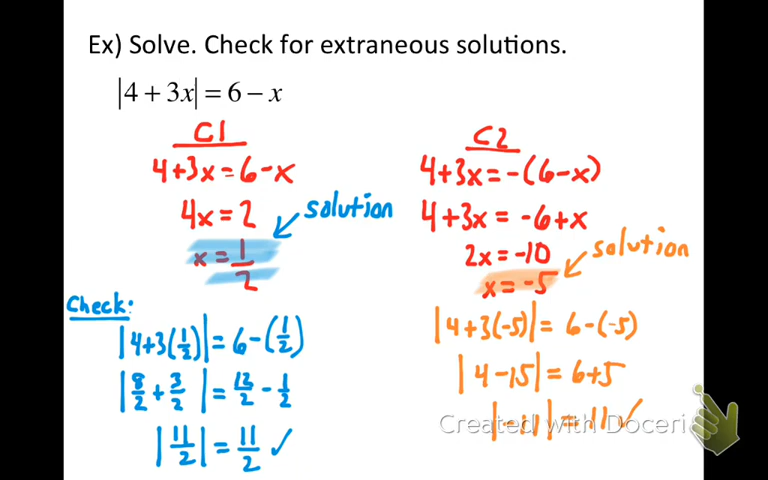 Ex) Solve. Check for extraneous solutions.
|4 + 3x| = 6 − x
C1
4+3x=6-x
4x=2
solution
x=1/2
Check:
|4+3(1/2)|=6-(1/2)
|8/2+3/2|=12/2-1/2
|11/2|=11/2 ✓
C2
4+3x=-(6-x)
4+3x=-6+x
2x=-10
solution
x=-5
|4+3(-5)|=6-(-5)
|4-15|=6+5
|-11|=11 ✓
Created with Doceri